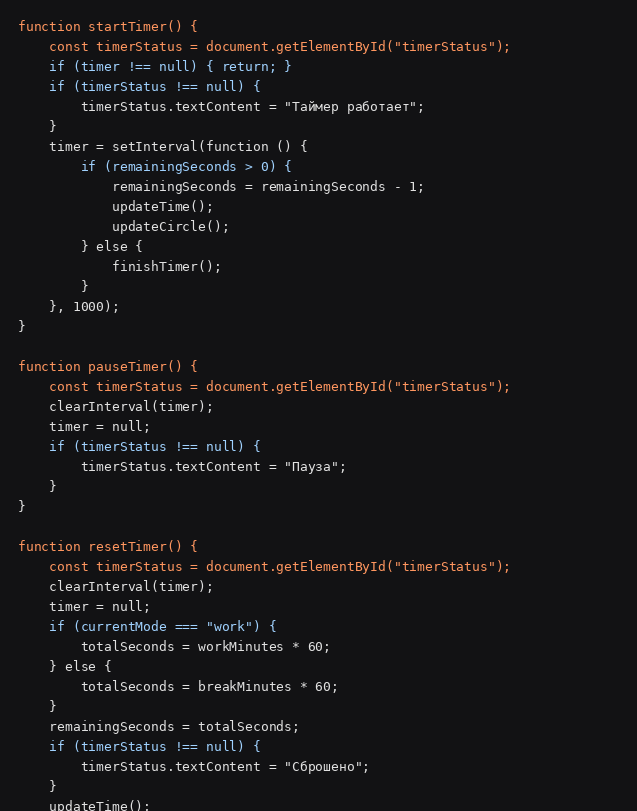 function startTimer() {
    const timerStatus = document.getElementById("timerStatus");
    if (timer !== null) { return; }
    if (timerStatus !== null) {
        timerStatus.textContent = "Таймер работает";
    }
    timer = setInterval(function () {
        if (remainingSeconds > 0) {
            remainingSeconds = remainingSeconds - 1;
            updateTime();
            updateCircle();
        } else {
            finishTimer();
        }
    }, 1000);
}

function pauseTimer() {
    const timerStatus = document.getElementById("timerStatus");
    clearInterval(timer);
    timer = null;
    if (timerStatus !== null) {
        timerStatus.textContent = "Пауза";
    }
}

function resetTimer() {
    const timerStatus = document.getElementById("timerStatus");
    clearInterval(timer);
    timer = null;
    if (currentMode === "work") {
        totalSeconds = workMinutes * 60;
    } else {
        totalSeconds = breakMinutes * 60;
    }
    remainingSeconds = totalSeconds;
    if (timerStatus !== null) {
        timerStatus.textContent = "Сброшено";
    }
    updateTime();